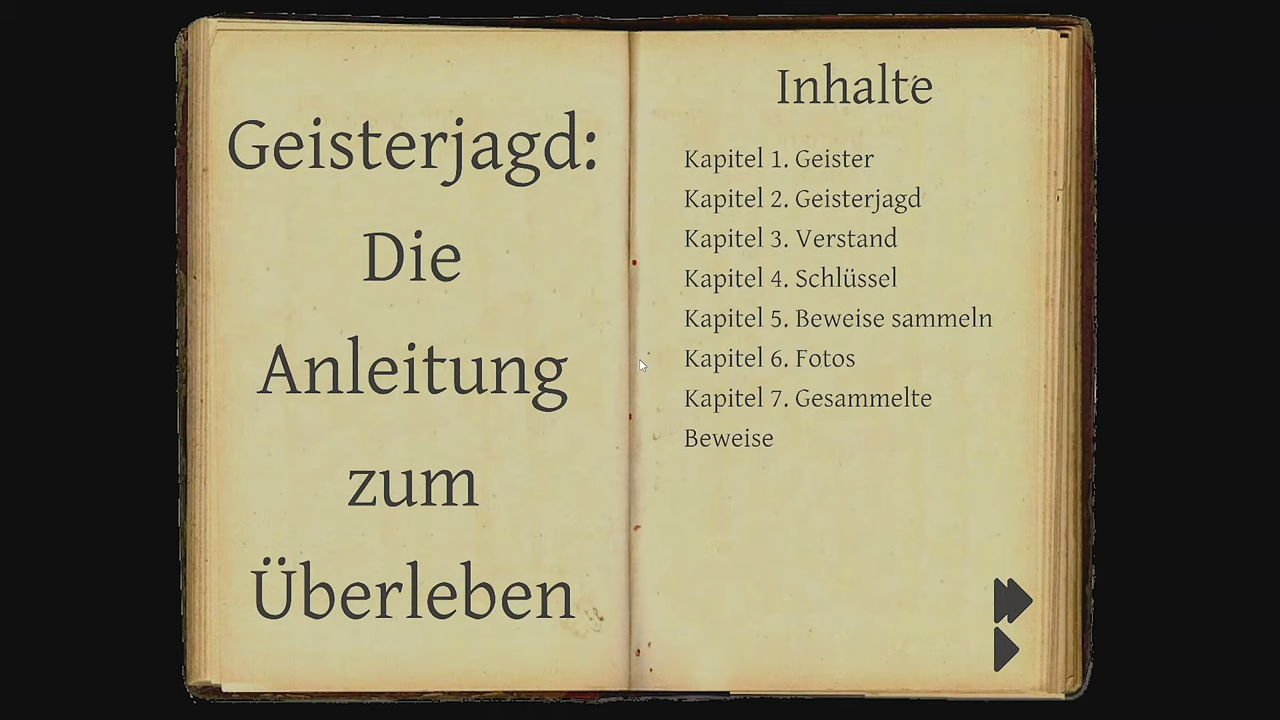 Geisterjagd:
Die
Anleitung
zum
Überleben
Inhalte
Kapitel 1. Geister
Kapitel 2. Geisterjagd
Kapitel 3. Verstand
Kapitel 4. Schlüssel
Kapitel 5. Beweise sammeln
Kapitel 6. Fotos
Kapitel 7. Gesammelte
Beweise